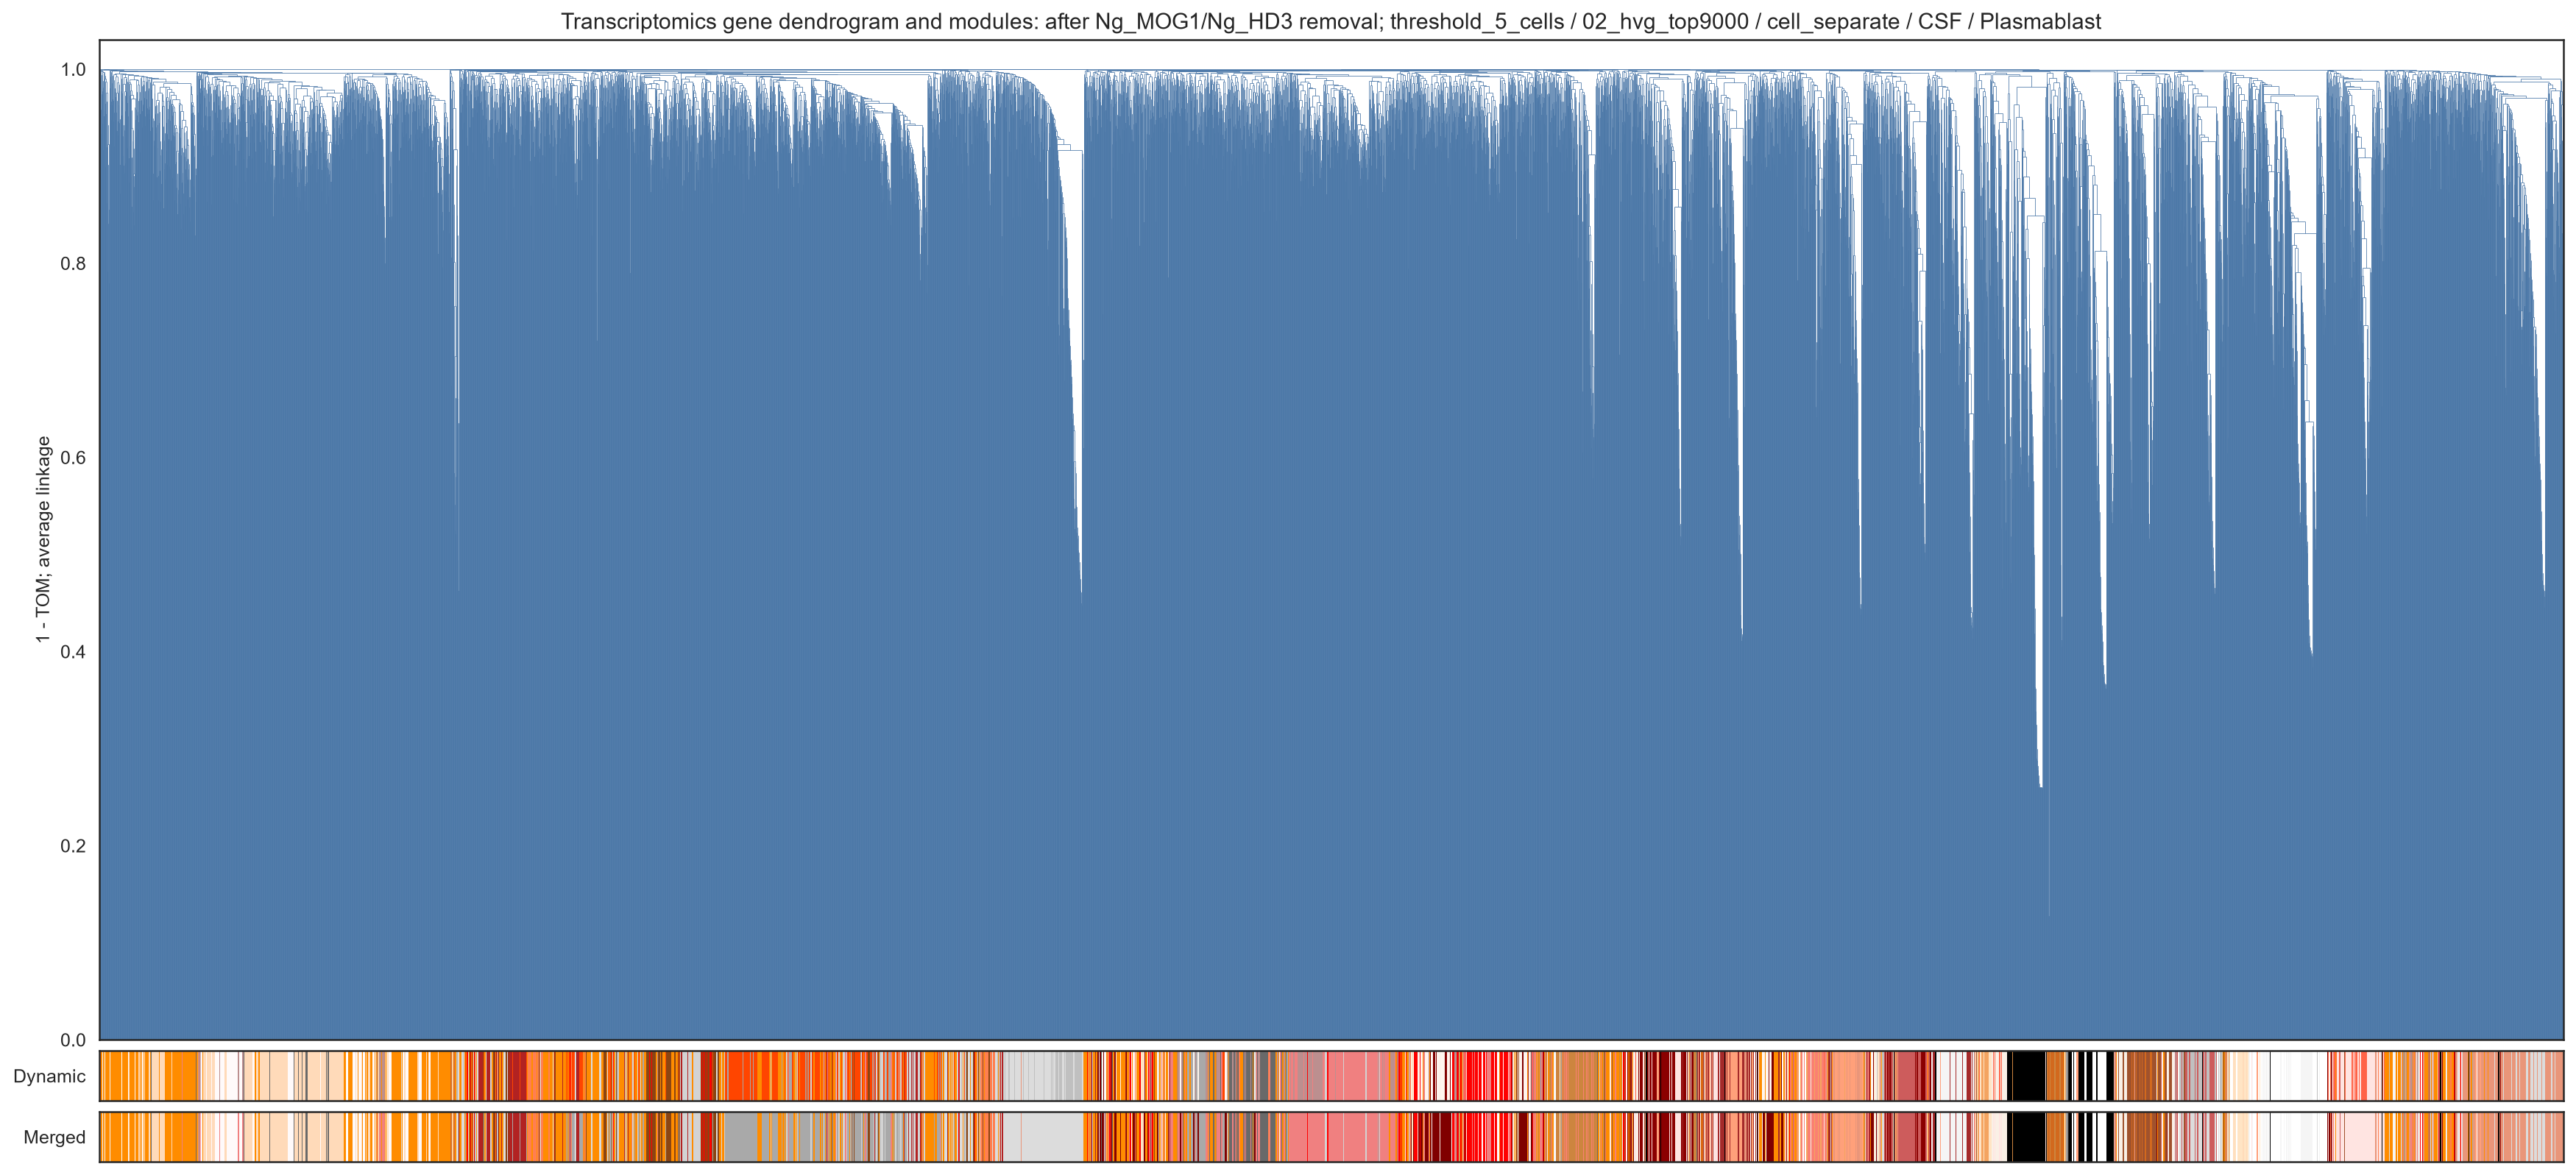 Transcriptomics gene dendrogram and modules: after Ng_MOG1/Ng_HD3 removal; threshold_5_cells / 02_hvg_top9000 / cell_separate / CSF / Plasmablast
1.0
0.8
0.6
0.4
0.2
0.0
1 - TOM; average linkage
Dynamic
Merged